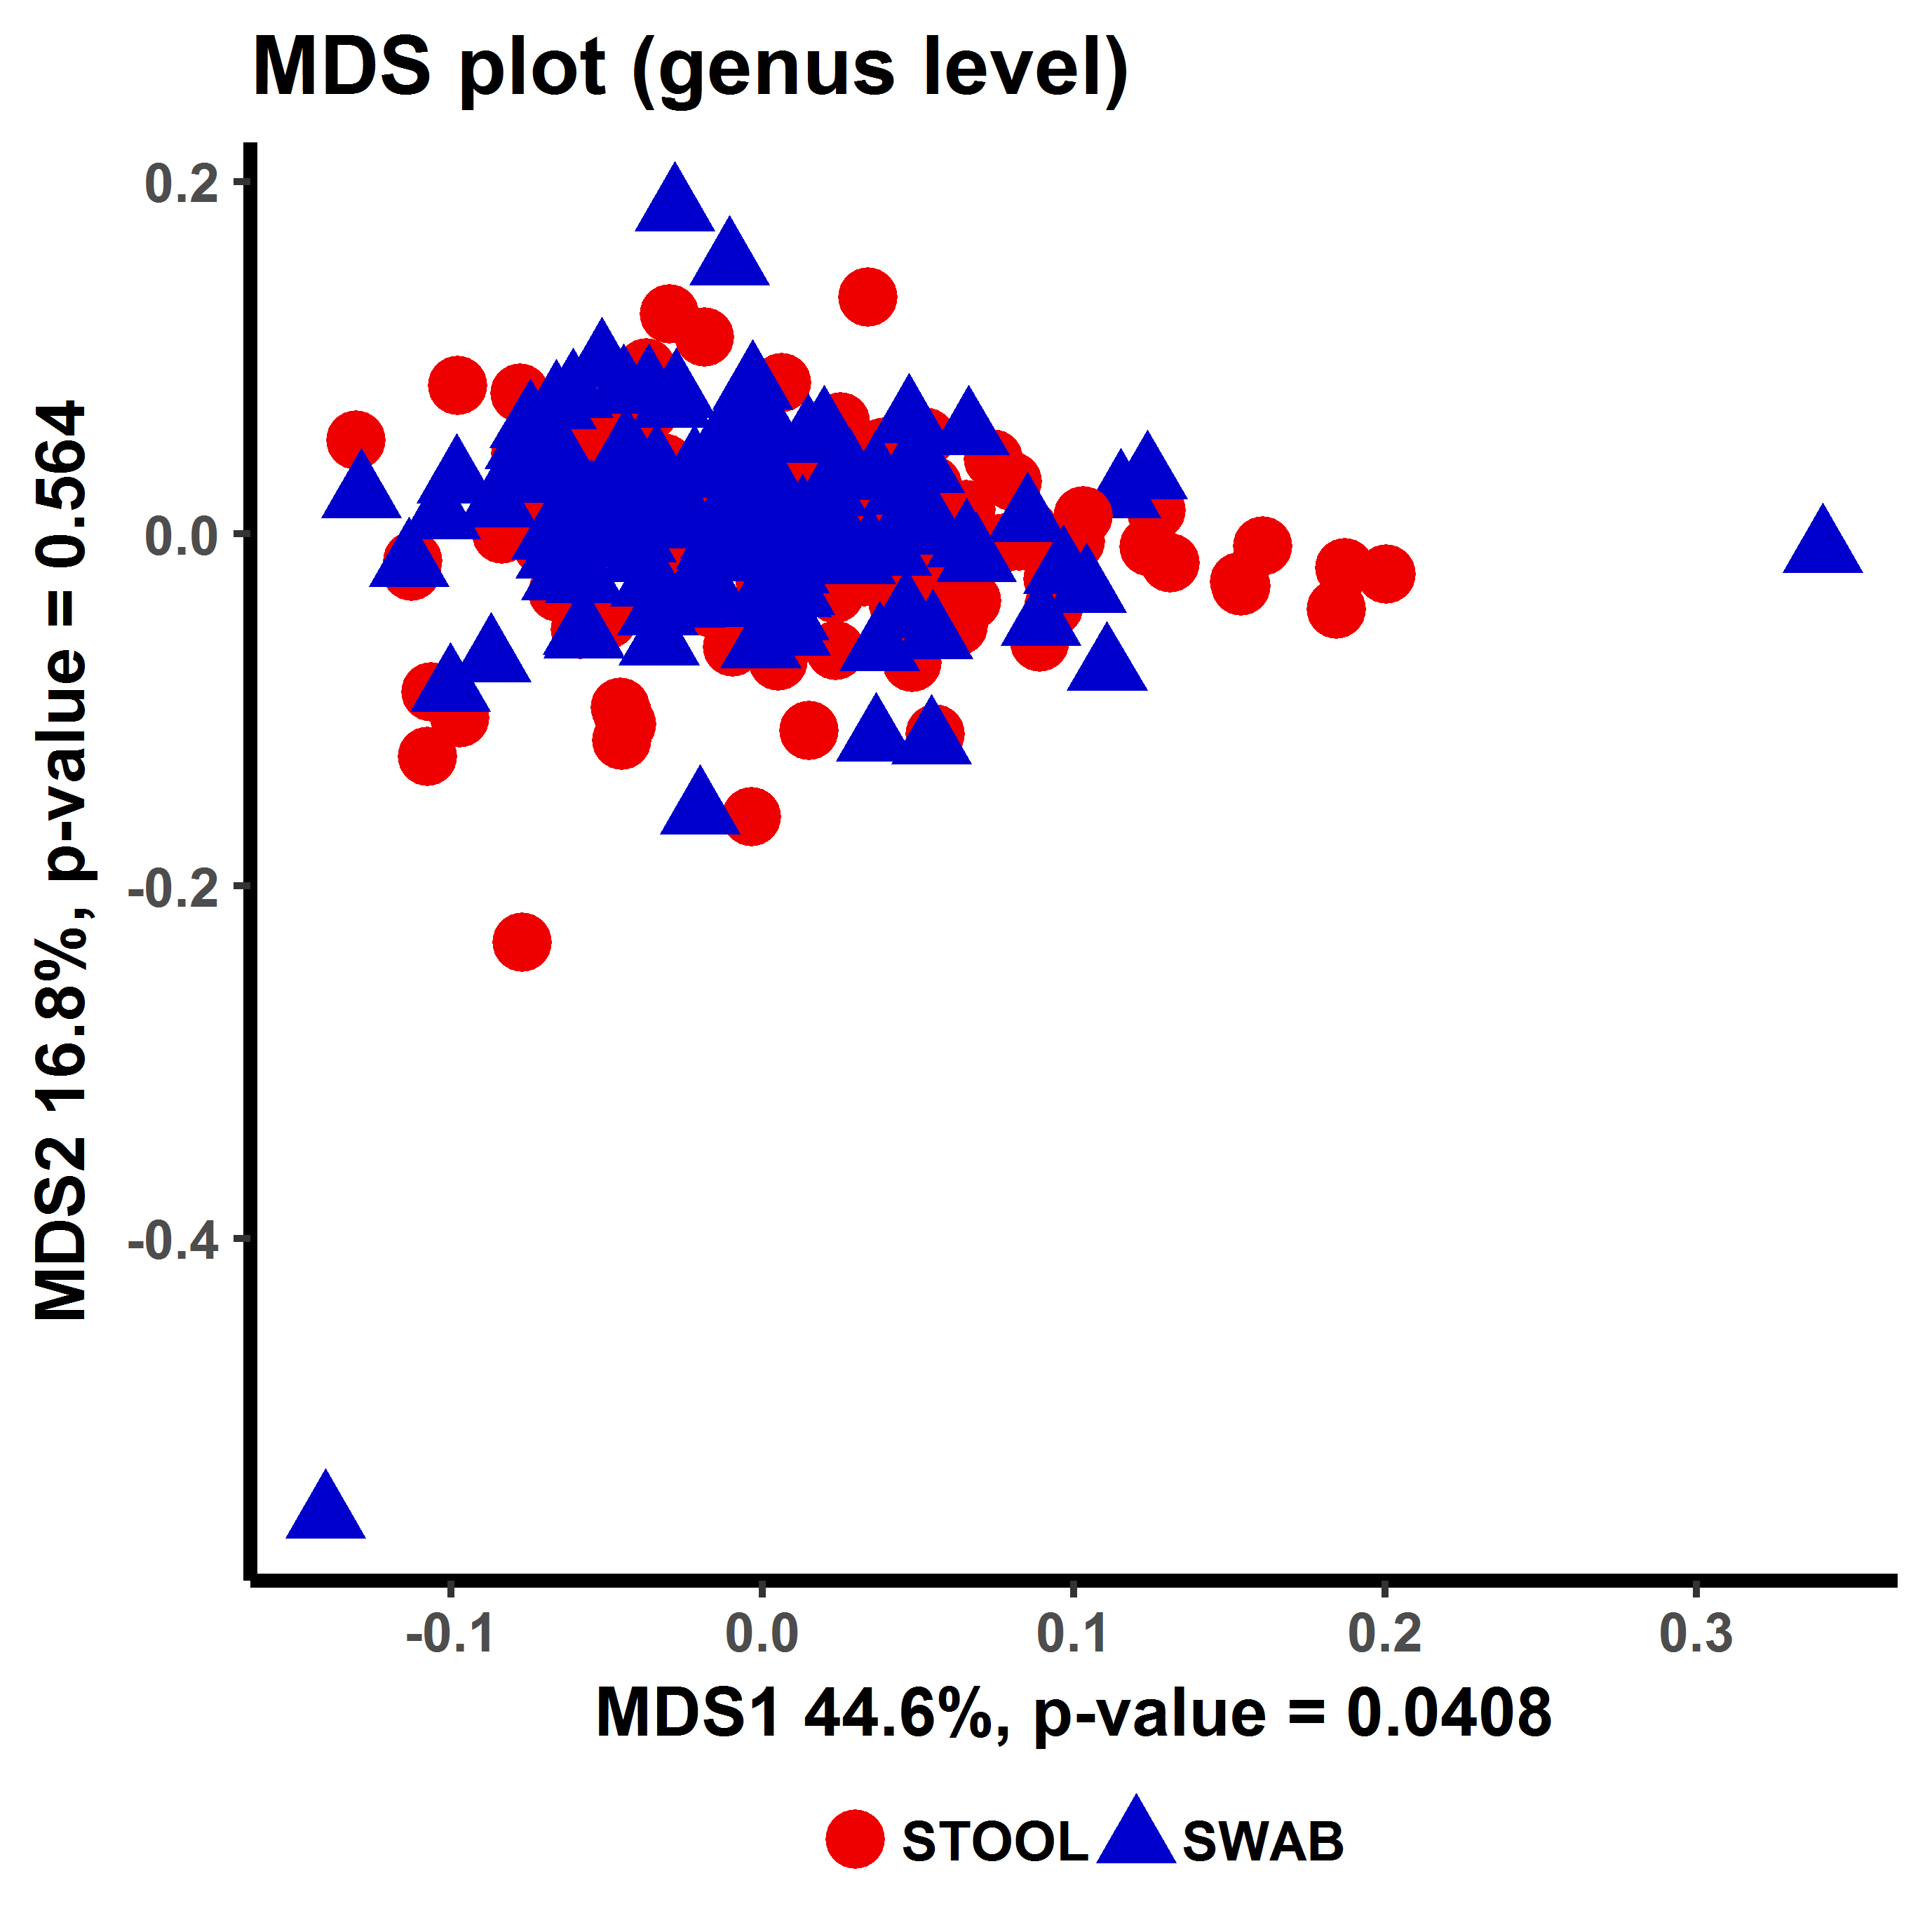 MDS plot (genus level)
0.2
0.0
-0.2
-0.4
MDS2 16.8%, p-value = 0.564
-0.1 0.0 0.1 0.2 0.3
MDS1 44.6%, p-value = 0.0408
STOOL SWAB